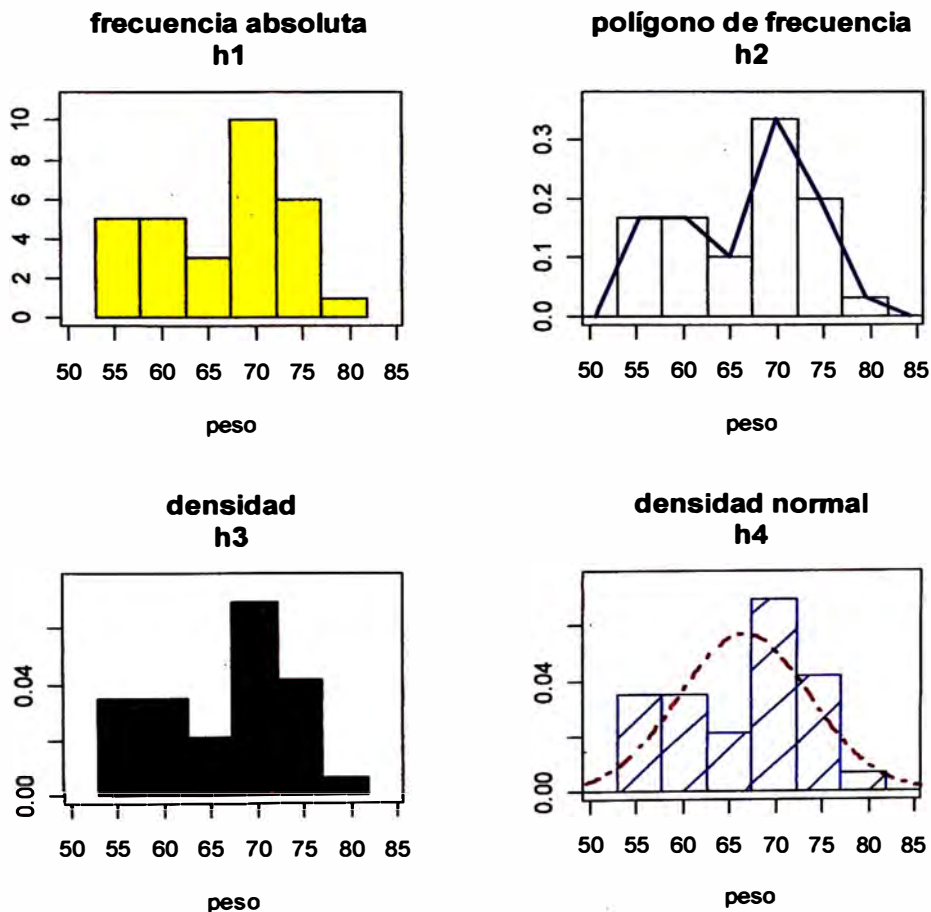 frecuencia absoluta
h1
10
8
6
4
2
0
50 55 60 65 70 75 80 85
peso
polígono de frecuencia
h2
0.3
0.2
0.1
0.0
50 55 60 65 70 75 80 85
peso
densidad
h3
0.04
0.00
50 55 60 65 70 75 80 85
peso
densidad normal
h4
0.04
0.00
50 55 60 65 70 75 80 85
peso